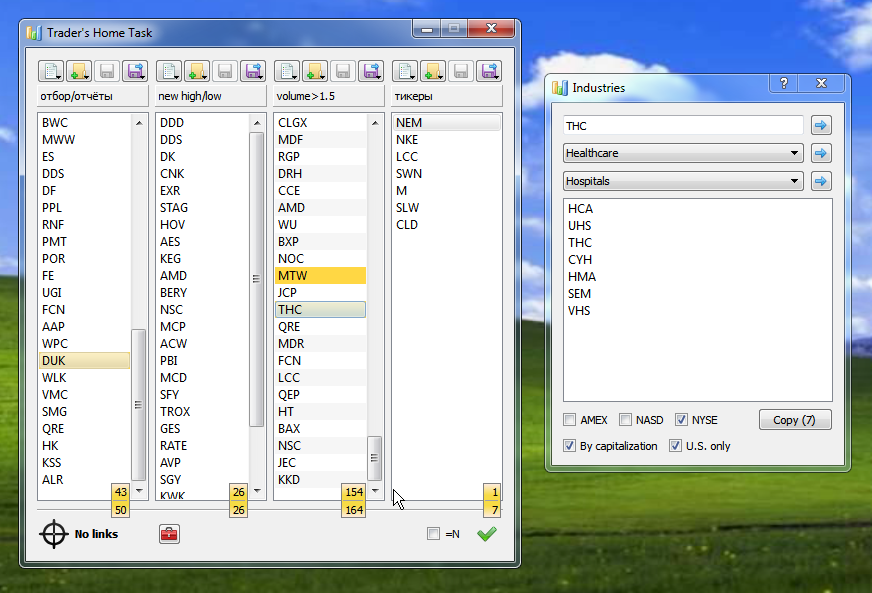 Trader's Home Task
отбор/отчёты
new high/low
volume>1.5
тикеры
BWC
MWW
ES
DDS
DF
PPL
RNF
PMT
POR
FE
UGI
FCN
AAP
WPC
DUK
WLK
VMC
SMG
QRE
HK
KSS
ALR
43
50
DDD
DDS
DK
CNK
EXR
STAG
HOV
AES
KEG
AMD
BERY
NSC
MCP
ACW
PBI
MCD
SFY
TROX
GES
RATE
AVP
SGY
KWK
26
26
CLGX
MDF
RGP
DRH
CCE
AMD
WU
BXP
NOC
MTW
JCP
THC
QRE
MDR
FCN
LCC
QEP
HT
BAX
NSC
JEC
KKD
154
164
NEM
NKE
LCC
SWN
M
SLW
CLD
1
7
No links
=N
Industries
?
THC
Healthcare
Hospitals
HCA
UHS
THC
CYH
HMA
SEM
VHS
AMEX
NASD
NYSE
Copy (7)
By capitalization
U.S. only